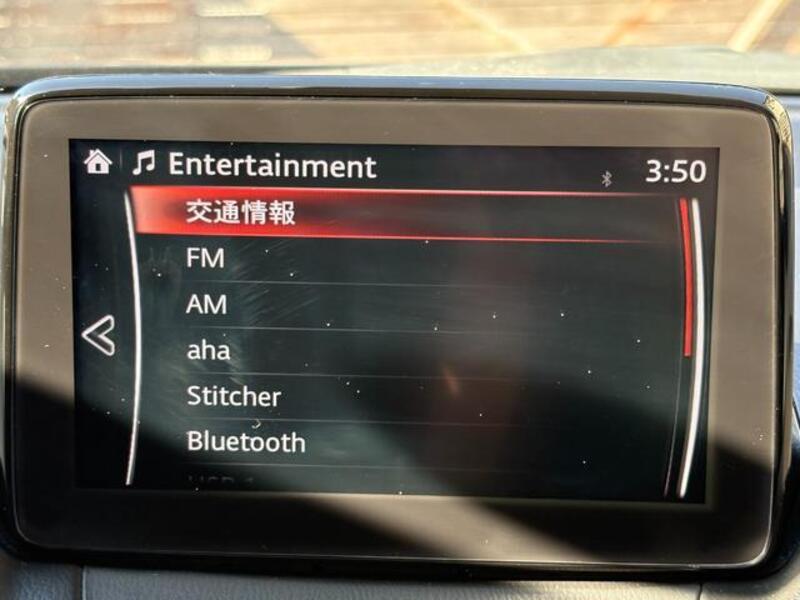 Entertainment 3:50
交通情報
FM
AM
aha
Stitcher
Bluetooth